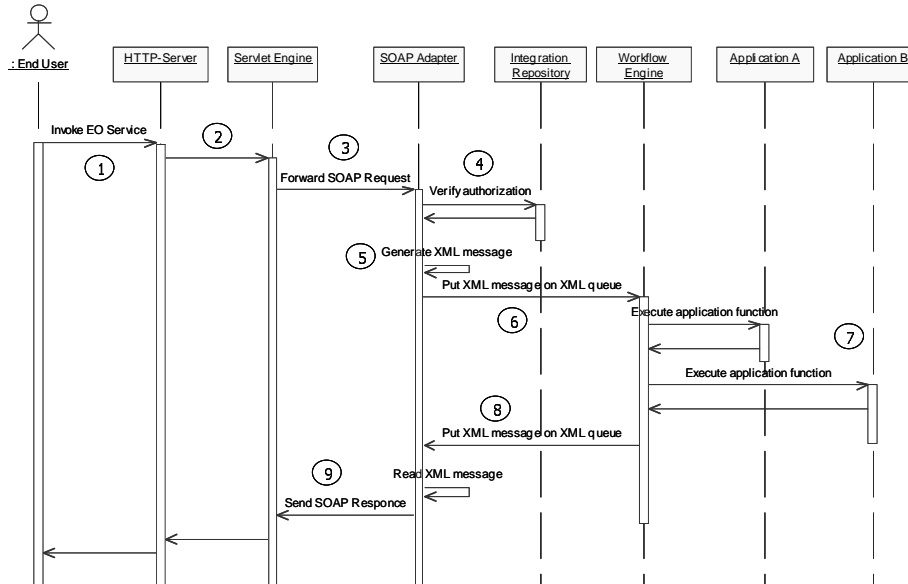 : End User
HTTP-Server
Servlet Engine
SOAP Adapter
Integration
Repository
Workflow
Engine
Application A
Application B
Invoke EO Service
1
2
3
Forward SOAP Request
4
Verify authorization
5
Generate XML message
Put XML message on XML queue
6
Execute application function
7
Execute application function
8
Put XML message on XML queue
Read XML message
9
Send SOAP Responce